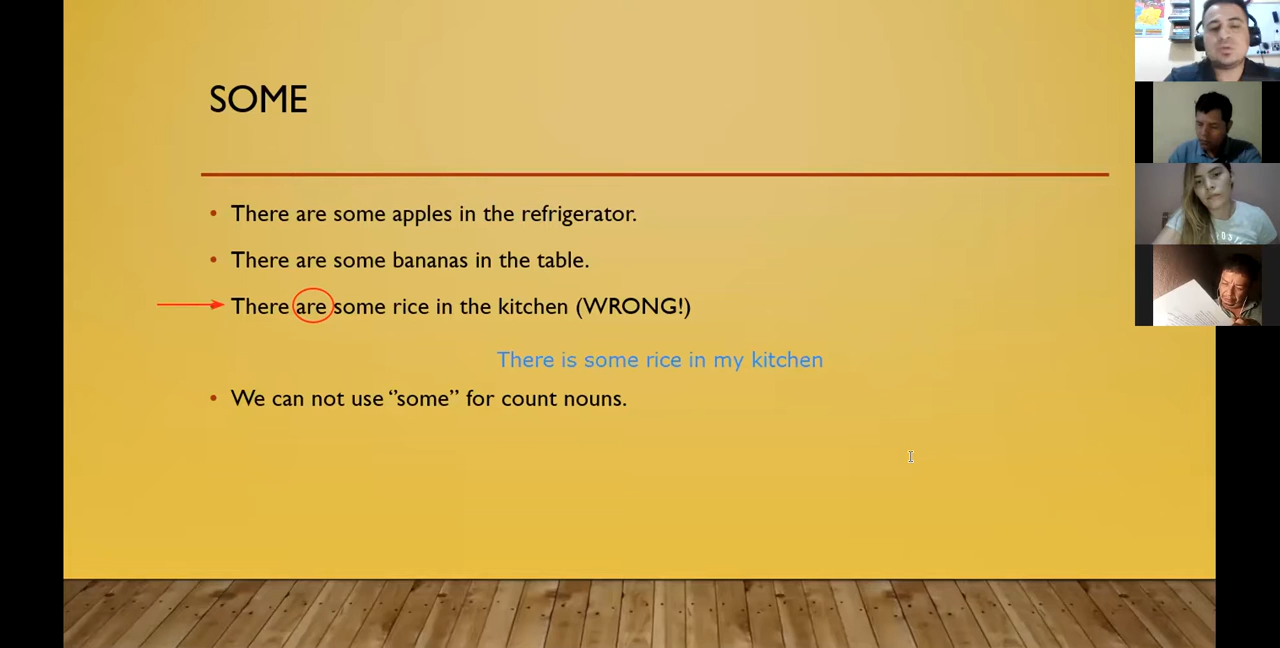 SOME
• There are some apples in the refrigerator.
• There are some bananas in the table.
There are some rice in the kitchen (WRONG!)
There is some rice in my kitchen
• We can not use ‘’some’’ for count nouns.